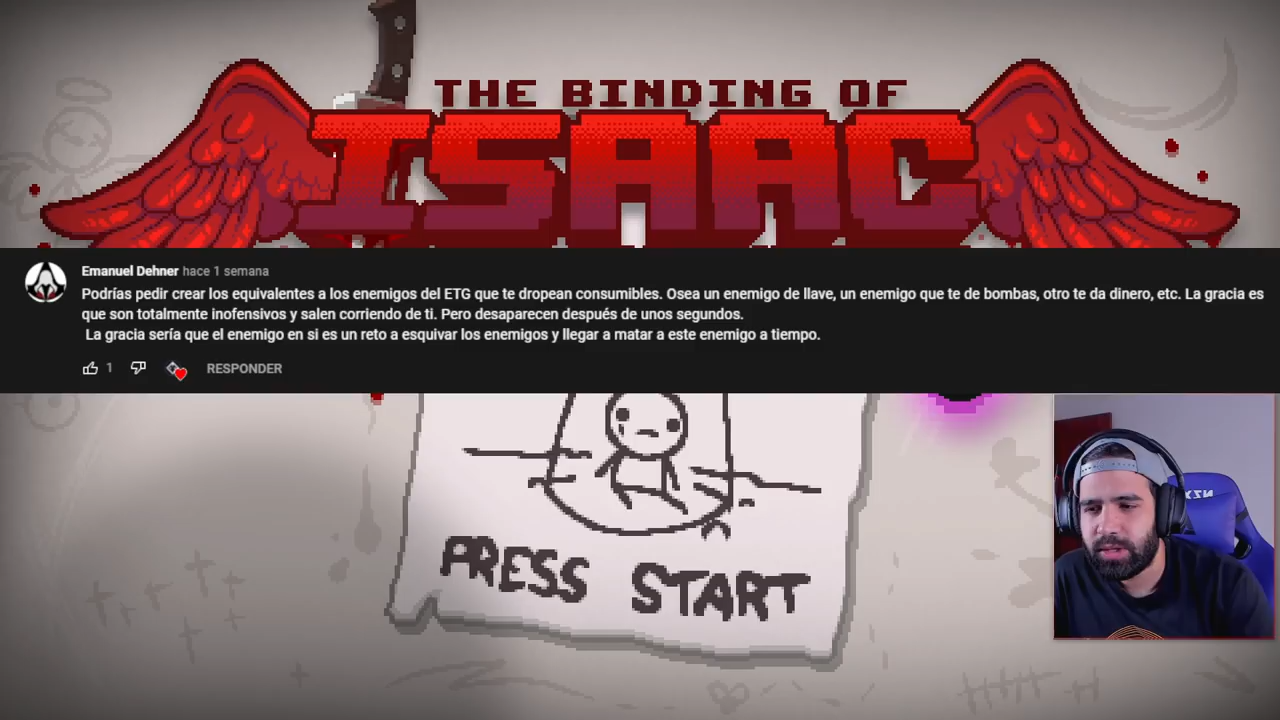 THE BINDING OF
ISAAC
Emanuel Dehner hace 1 semana
Podrías pedir crear los equivalentes a los enemigos del ETG que te dropean consumibles. Osea un enemigo de llave, un enemigo que te de bombas, otro te da dinero, etc. La gracia es
que son totalmente inofensivos y salen corriendo de ti. Pero desaparecen después de unos segundos.
La gracia sería que el enemigo en si es un reto a esquivar los enemigos y llegar a matar a este enemigo a tiempo.
1
RESPONDER
PRESS START